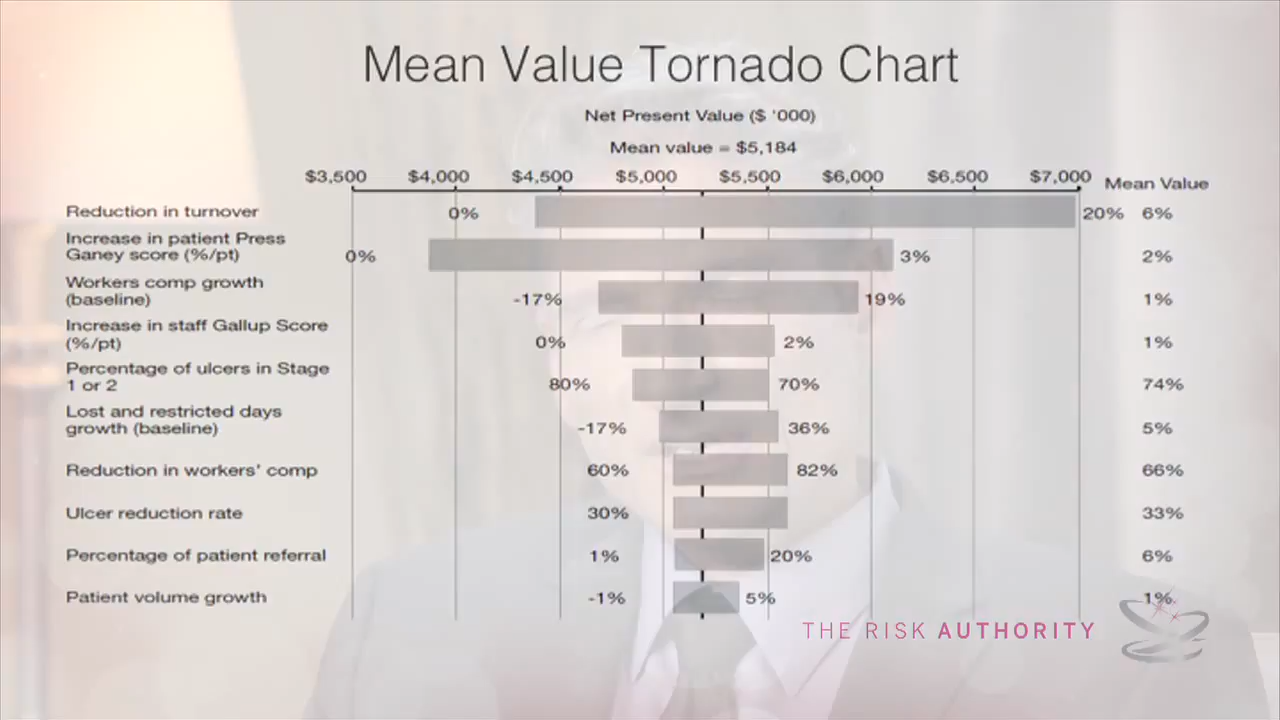 Mean Value Tornado Chart
Net Present Value ($ '000)
Mean value = $5,184
$3,500 $4,000 $4,500 $5,000 $5,500 $6,000 $6,500 $7,000 Mean Value
Reduction in turnover 0% 20% 6%
Increase in patient Press
Ganey score (%/pt) 0% 3% 2%
Workers comp growth
(baseline) -17% 19% 1%
Increase in staff Gallup Score
(%/pt) 0% 2% 1%
Percentage of ulcers in Stage
1 or 2 80% 70% 74%
Lost and restricted days
growth (baseline) -17% 36% 5%
Reduction in workers' comp 60% 82% 66%
Ulcer reduction rate 30% 33%
Percentage of patient referral 1% 20% 6%
Patient volume growth -1% 5% 1%
THE RISK AUTHORITY